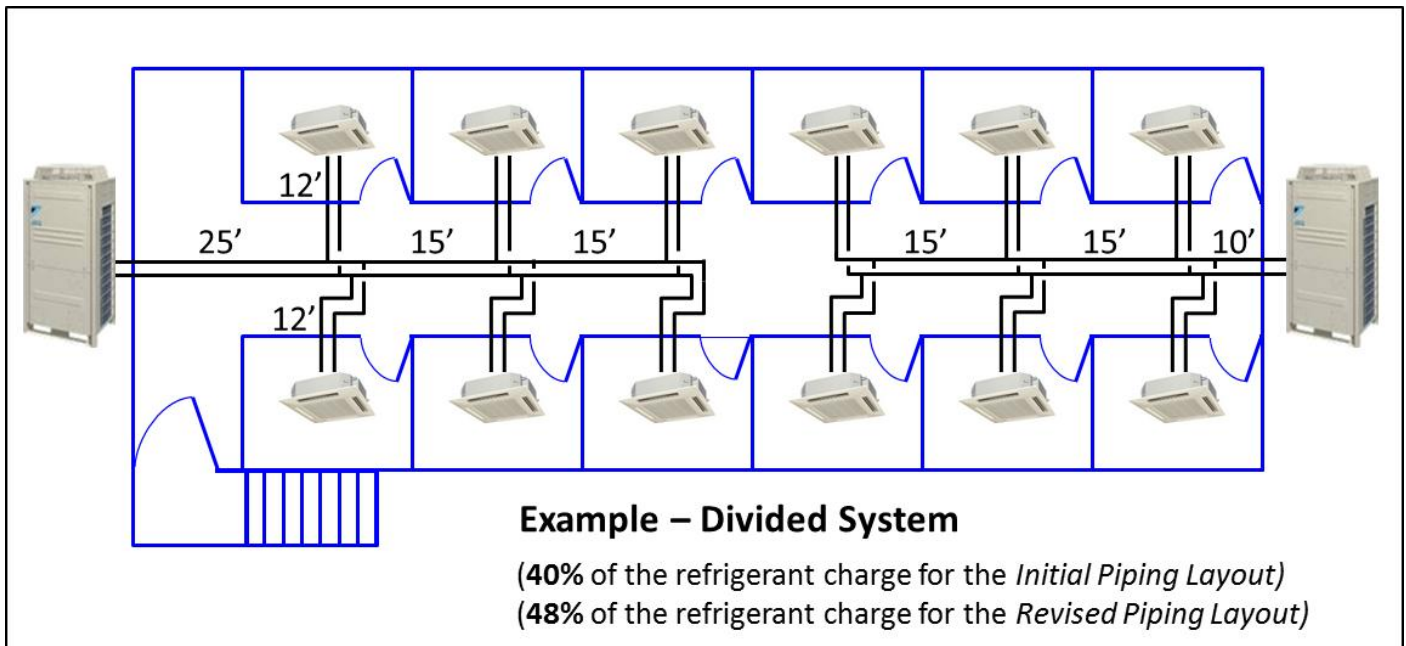 12’
25’ 15’ 15’ 15’ 15’ 10’
12’
Example – Divided System
(40% of the refrigerant charge for the Initial Piping Layout)
(48% of the refrigerant charge for the Revised Piping Layout)